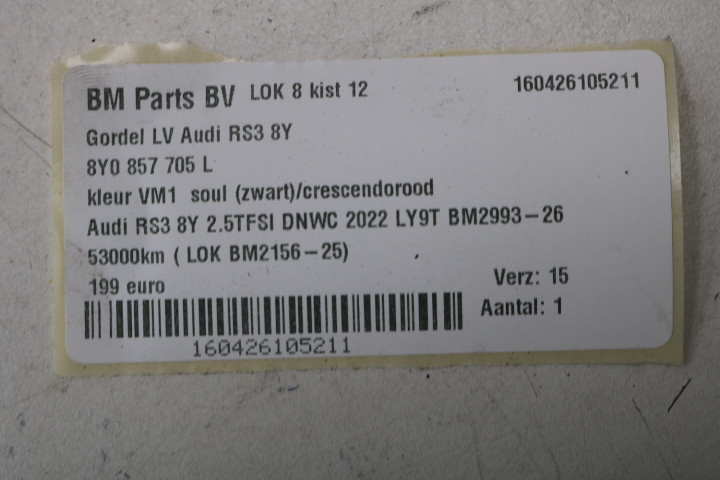 BM Parts BV LOK 8 kist 12 160426105211
Gordel LV Audi RS3 8Y
8Y0 857 705 L
kleur VM1 soul (zwart)/crescendorood
Audi RS3 8Y 2.5TFSI DNWC 2022 LY9T BM2993-26
53000km ( LOK BM2156-25)
199 euro Verz: 15
Aantal: 1
160426105211